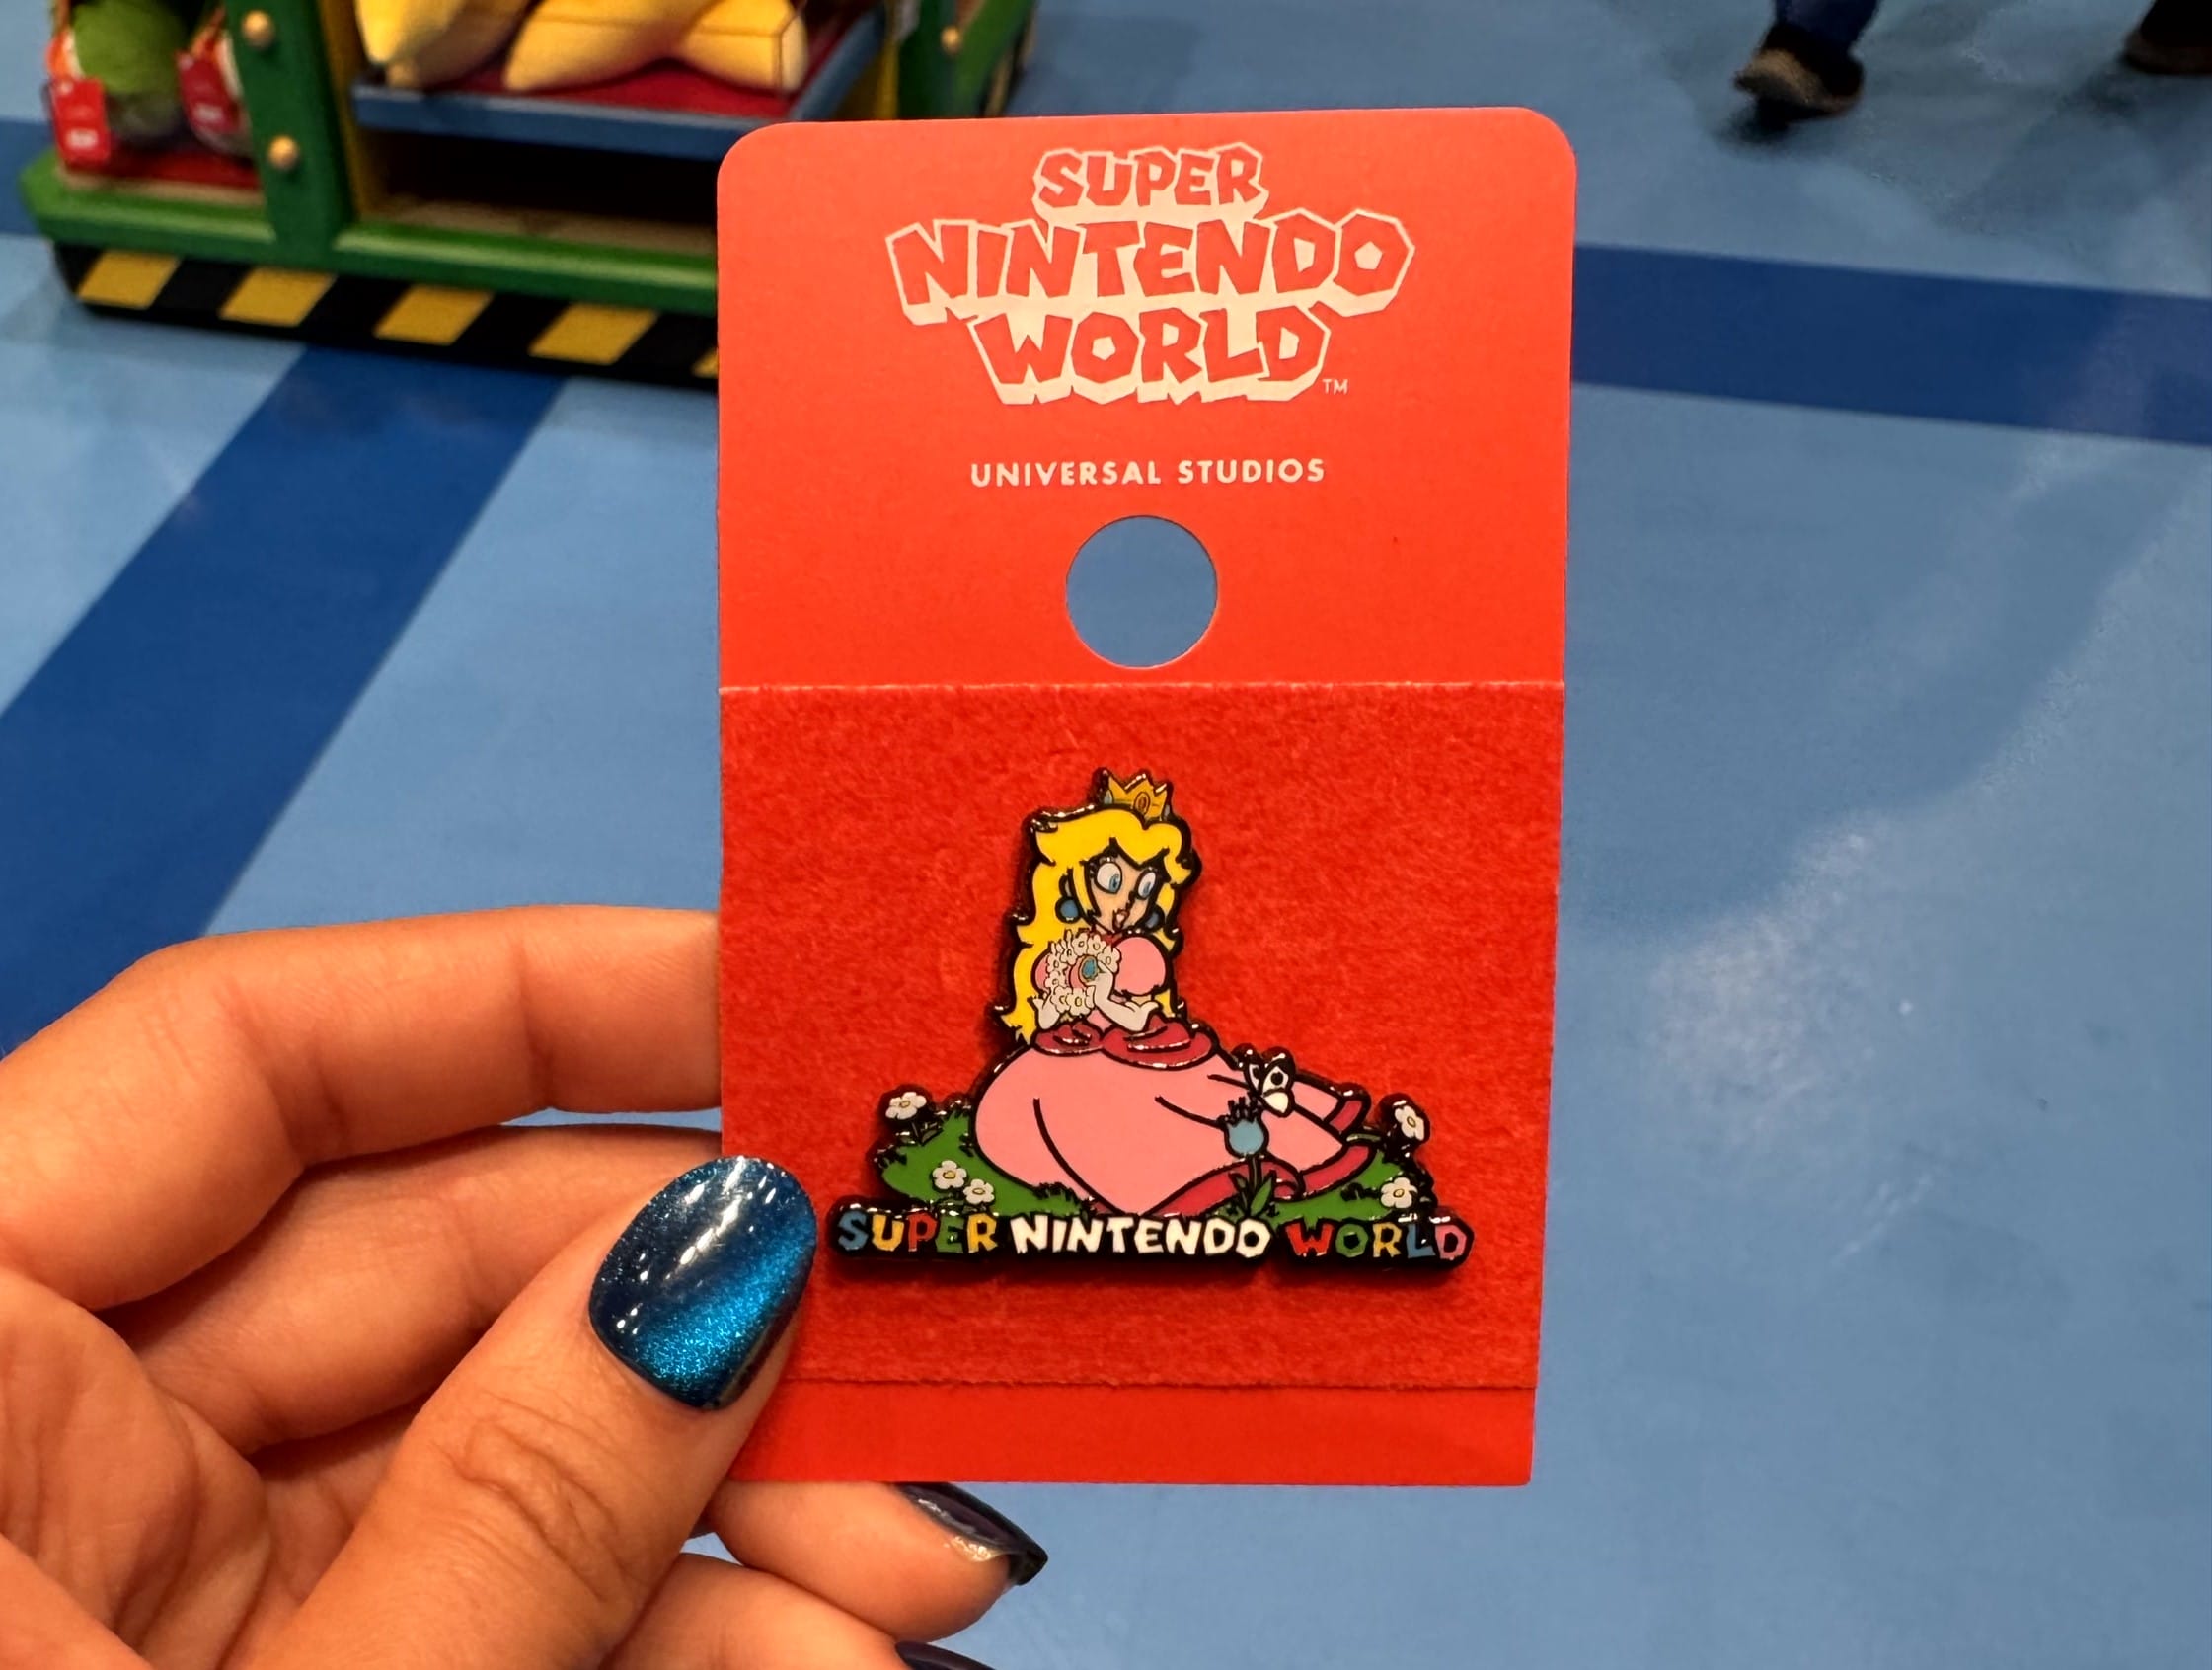 SUPER
NINTENDO
WORLD
TM
UNIVERSAL STUDIOS
SUPER NINTENDO WORLD